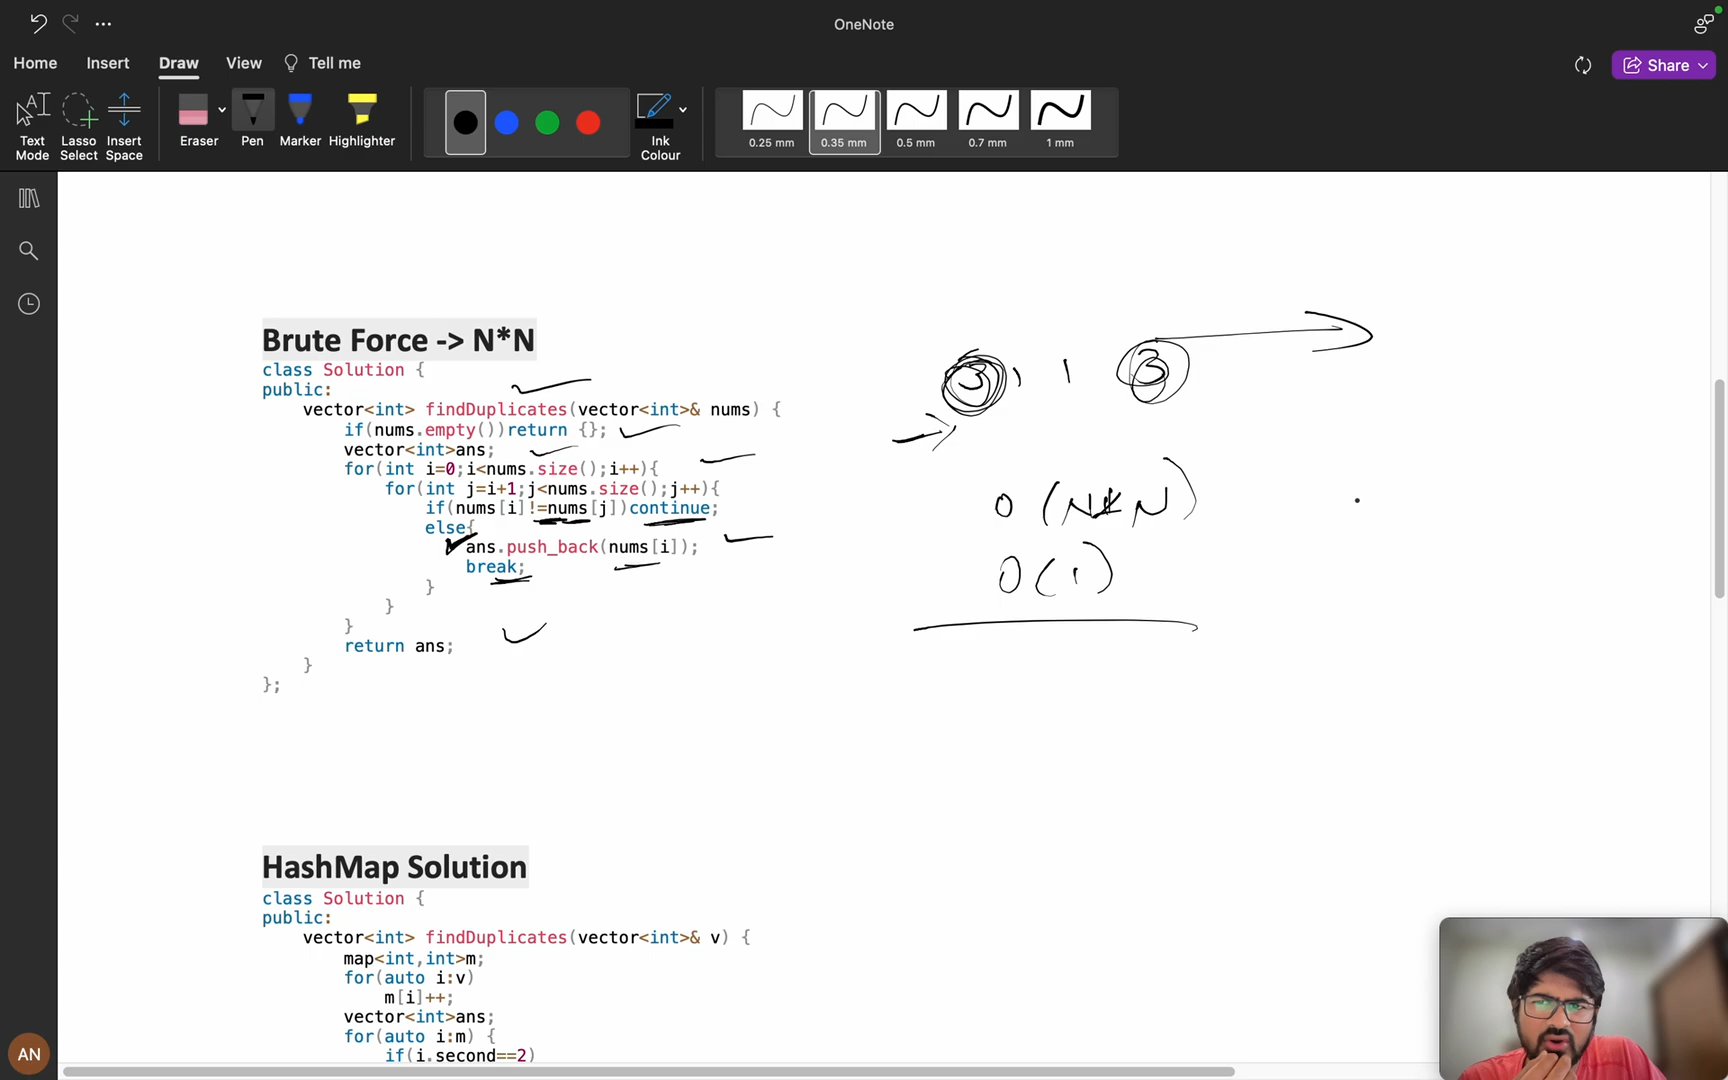 OneNote
Home Insert Draw View Tell me Share
Text Mode
Lasso Select
Insert Space
Eraser
Pen
Marker
Highlighter
Ink Colour
0.25 mm
0.35 mm
0.5 mm
0.7 mm
1 mm
Brute Force -> N*N
class Solution {
public:
vector<int> findDuplicates(vector<int>& nums) {
if(nums.empty())return {};
vector<int>ans;
for(int i=0;i<nums.size();i++){
for(int j=i+1;j<nums.size();j++){
if(nums[i]!=nums[j])continue;
else{
ans.push_back(nums[i]);
break;
}
}
}
return ans;
}
};
3, 1 3
O (N*N)
O(1)
HashMap Solution
class Solution {
public:
vector<int> findDuplicates(vector<int>& v) {
map<int,int>m;
for(auto i:v)
m[i]++;
vector<int>ans;
for(auto i:m) {
if(i.second==2)
AN